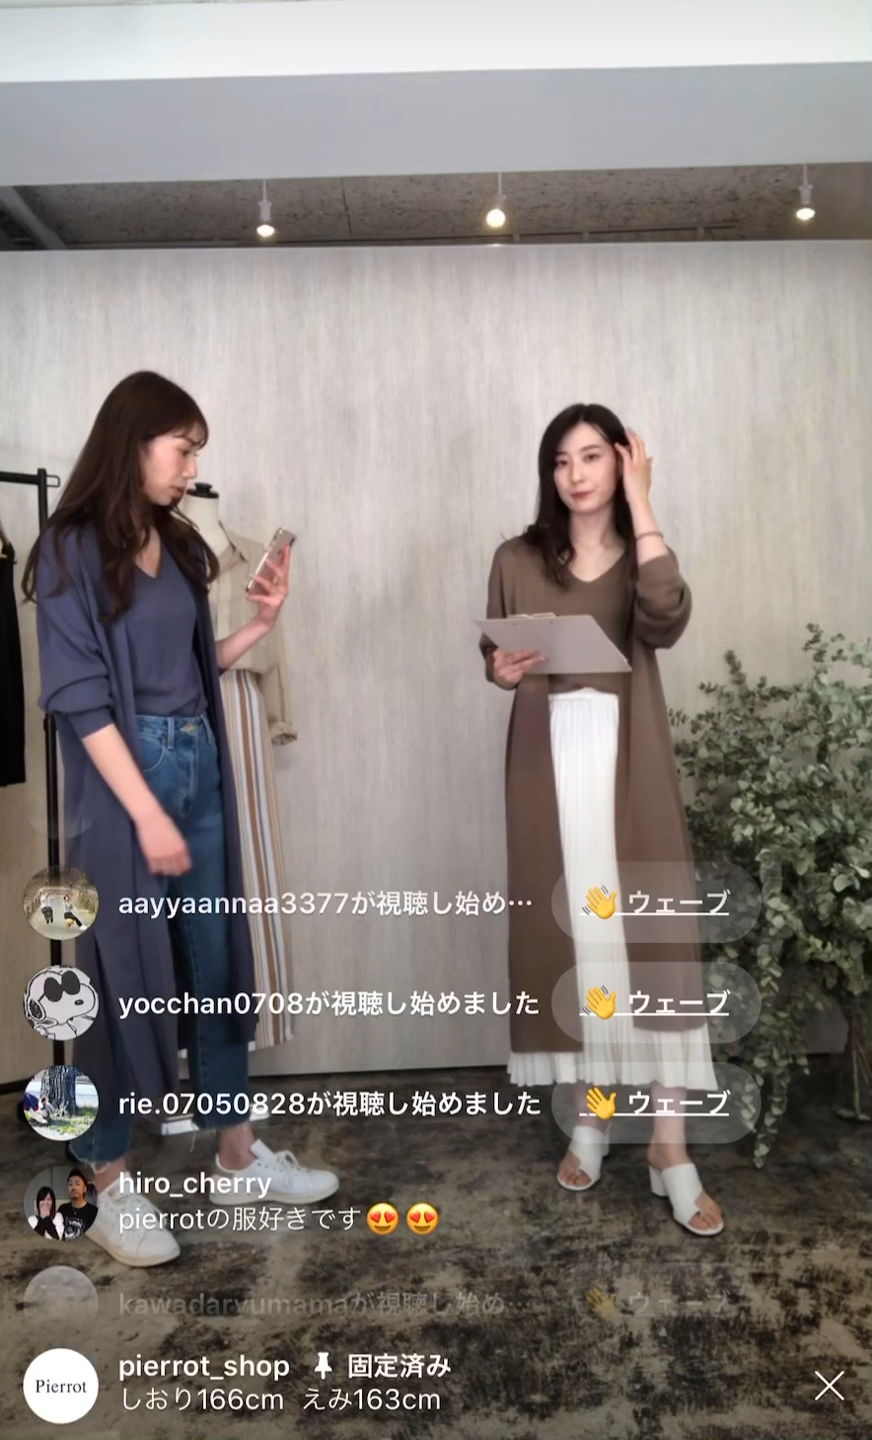 aayyaannaa3377が視聴し始め…
👋 ウェーブ
yocchan0708が視聴し始めました
👋 ウェーブ
rie.07050828が視聴し始めました
👋 ウェーブ
hiro_cherry
pierrotの服好きです😍😍
kawadaryumamaが視聴し始め…
👋 ウェーブ
Pierrot
pierrot_shop 📌 固定済み
しおり166cm えみ163cm